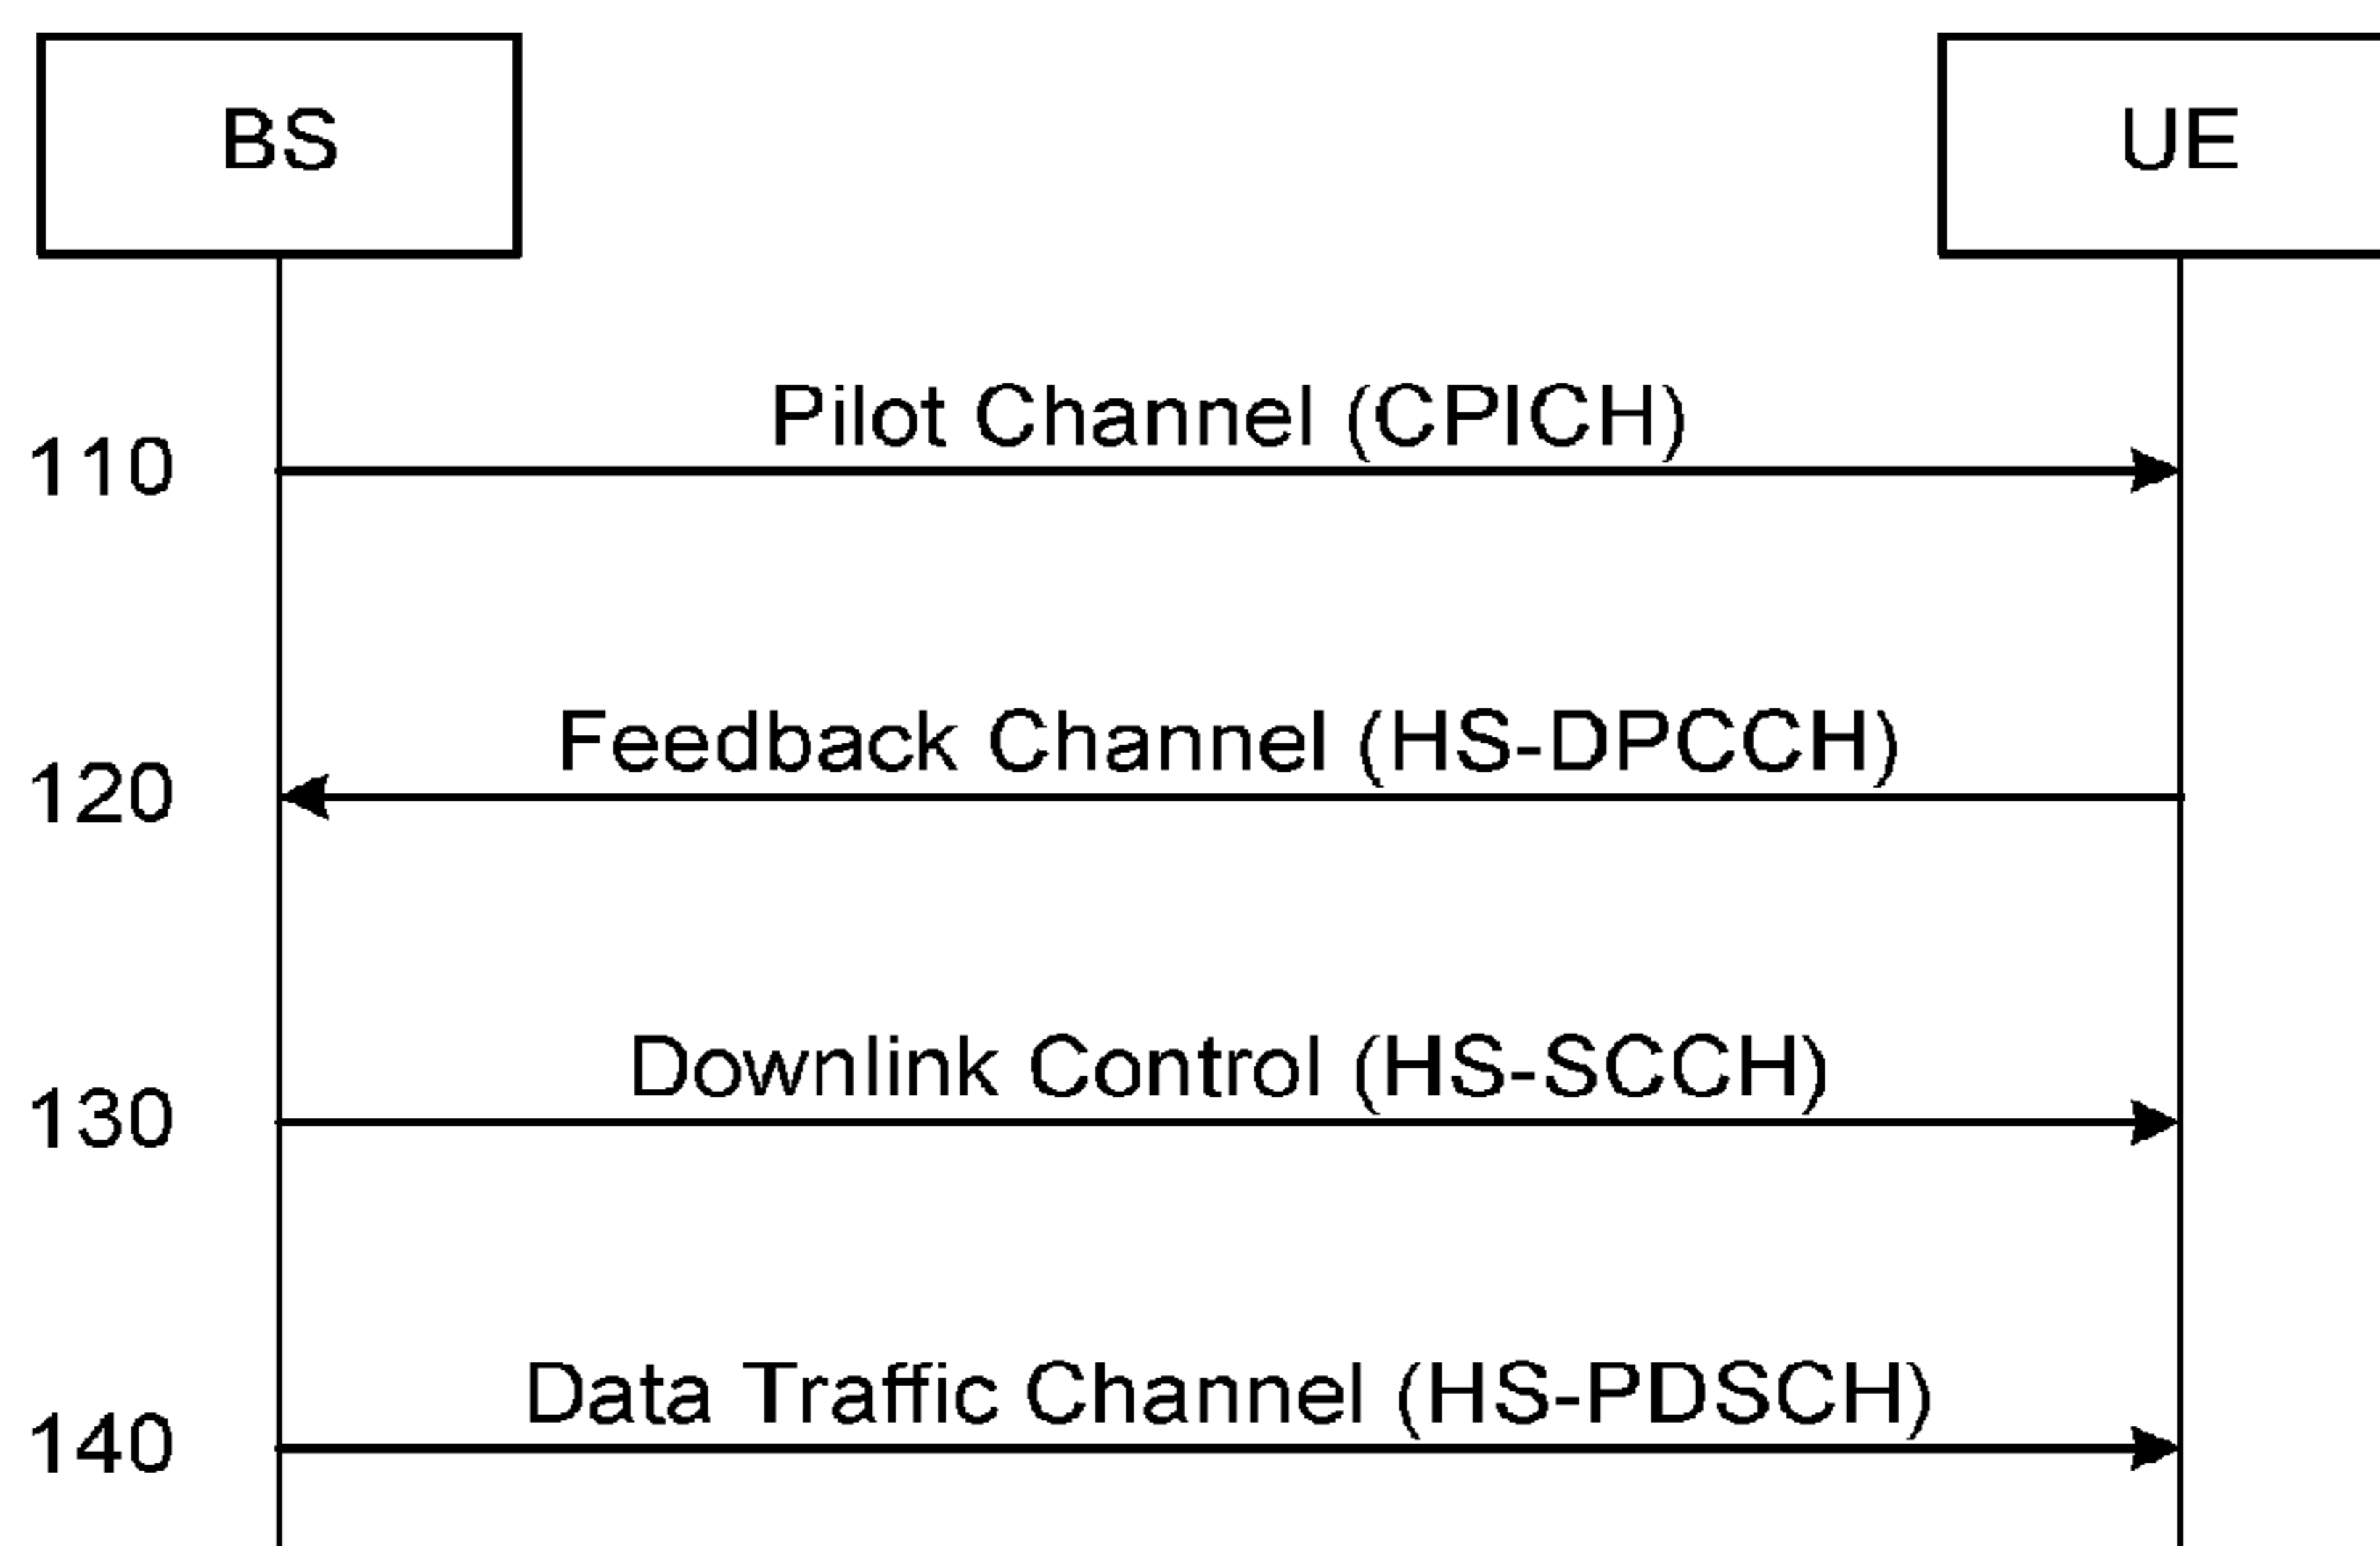 BS
UE
Pilot Channel (CPICH)
110
Feedback Channel (HS-DPCCH)
120
Downlink Control (HS-SCCH)
130
Data Traffic Channel (HS-PDSCH)
140